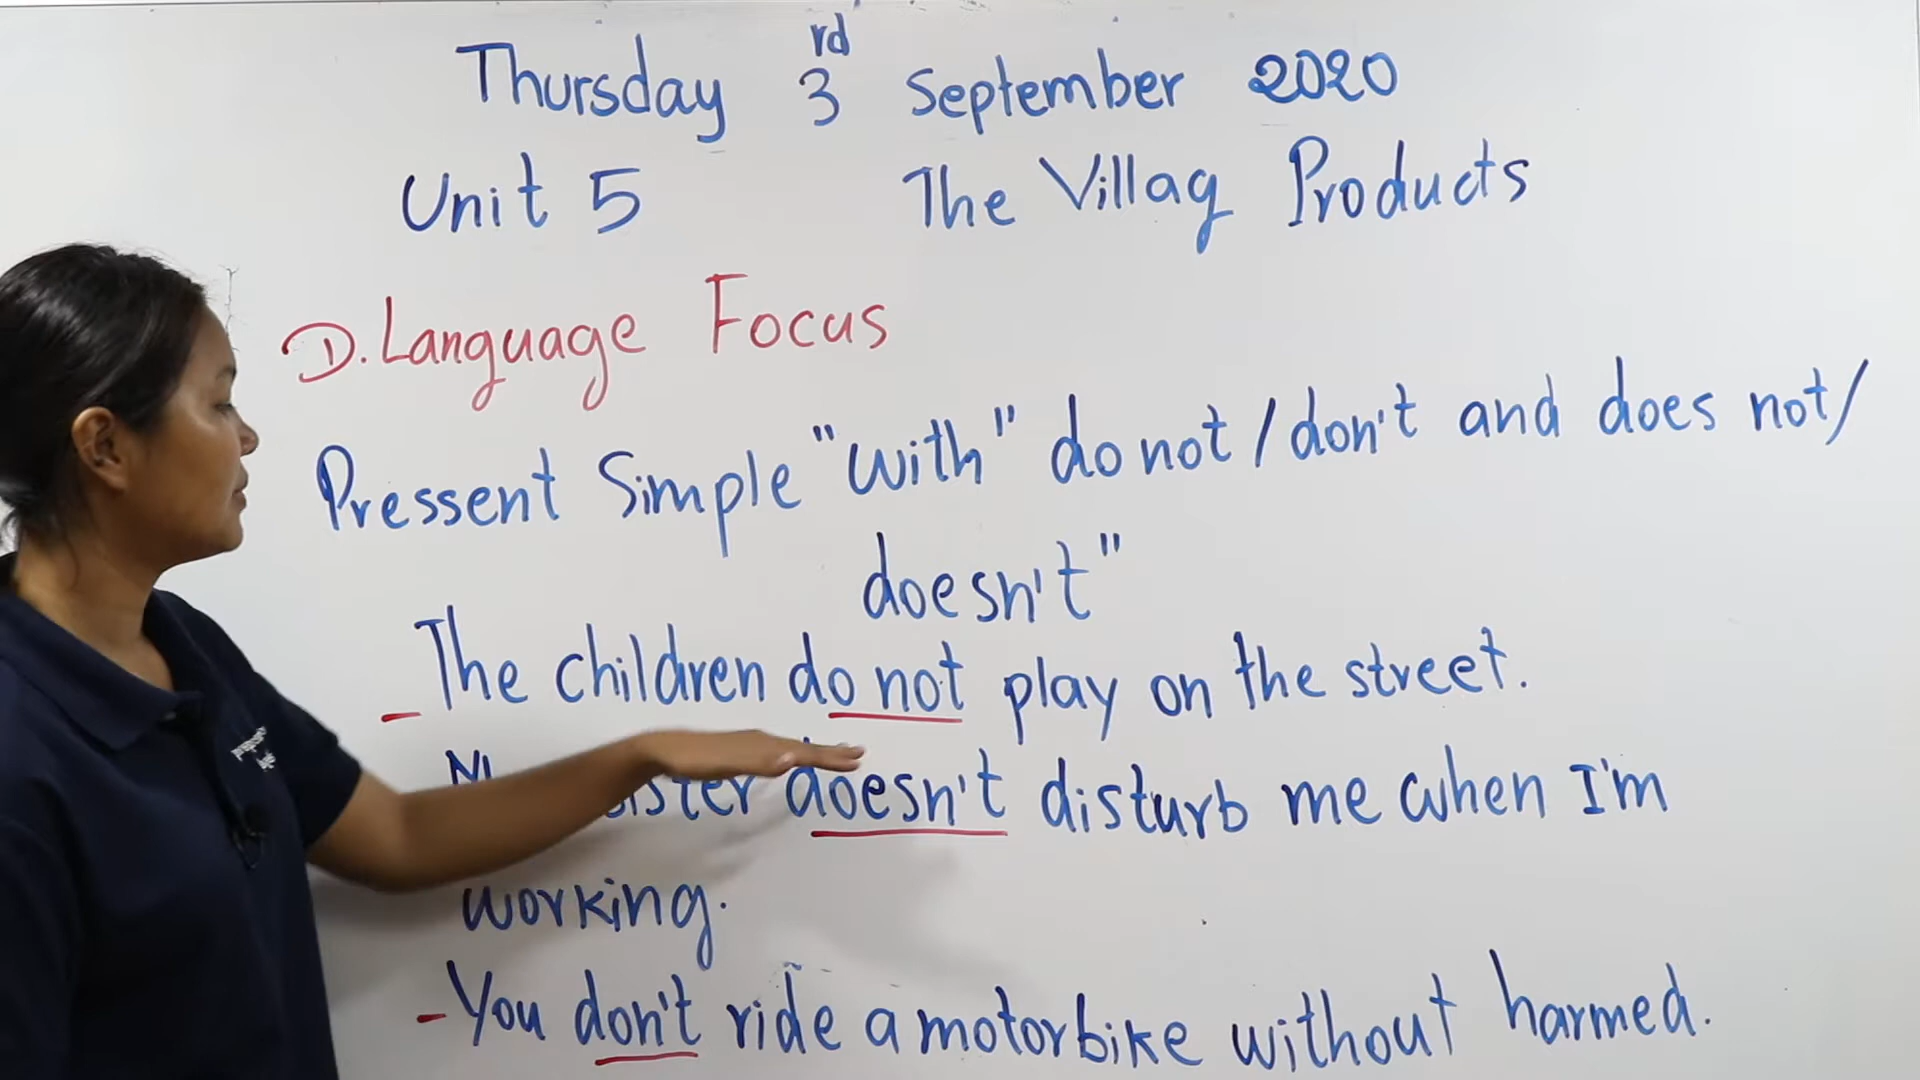 Thursday 3rd September 2020
Unit 5 The Villag Products
D. Language Focus
Pressent Simple "with" do not / don't and does not/
doesn't"
- The children do not play on the street.
sister doesn't disturb me when I'm
working.
- You don't ride a motorbike without harmed.